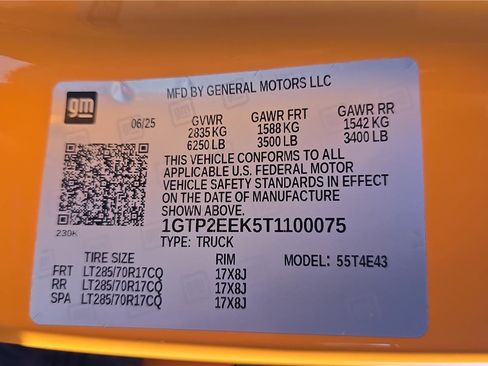 MFD BY GENERAL MOTORS LLC
gm
06/25 GVWR GAWR FRT GAWR RR
2835 KG 1588 KG 1542 KG
6250 LB 3500 LB 3400 LB
THIS VEHICLE CONFORMS TO ALL
APPLICABLE U.S. FEDERAL MOTOR
VEHICLE SAFETY STANDARDS IN EFFECT
ON THE DATE OF MANUFACTURE
SHOWN ABOVE.
230K
1GTP2EEK5T1100075
TYPE: TRUCK
TIRE SIZE RIM MODEL: 55T4E43
FRT LT285/70R17CQ 17X8J
RR LT285/70R17CQ 17X8J
SPA LT285/70R17CQ 17X8J